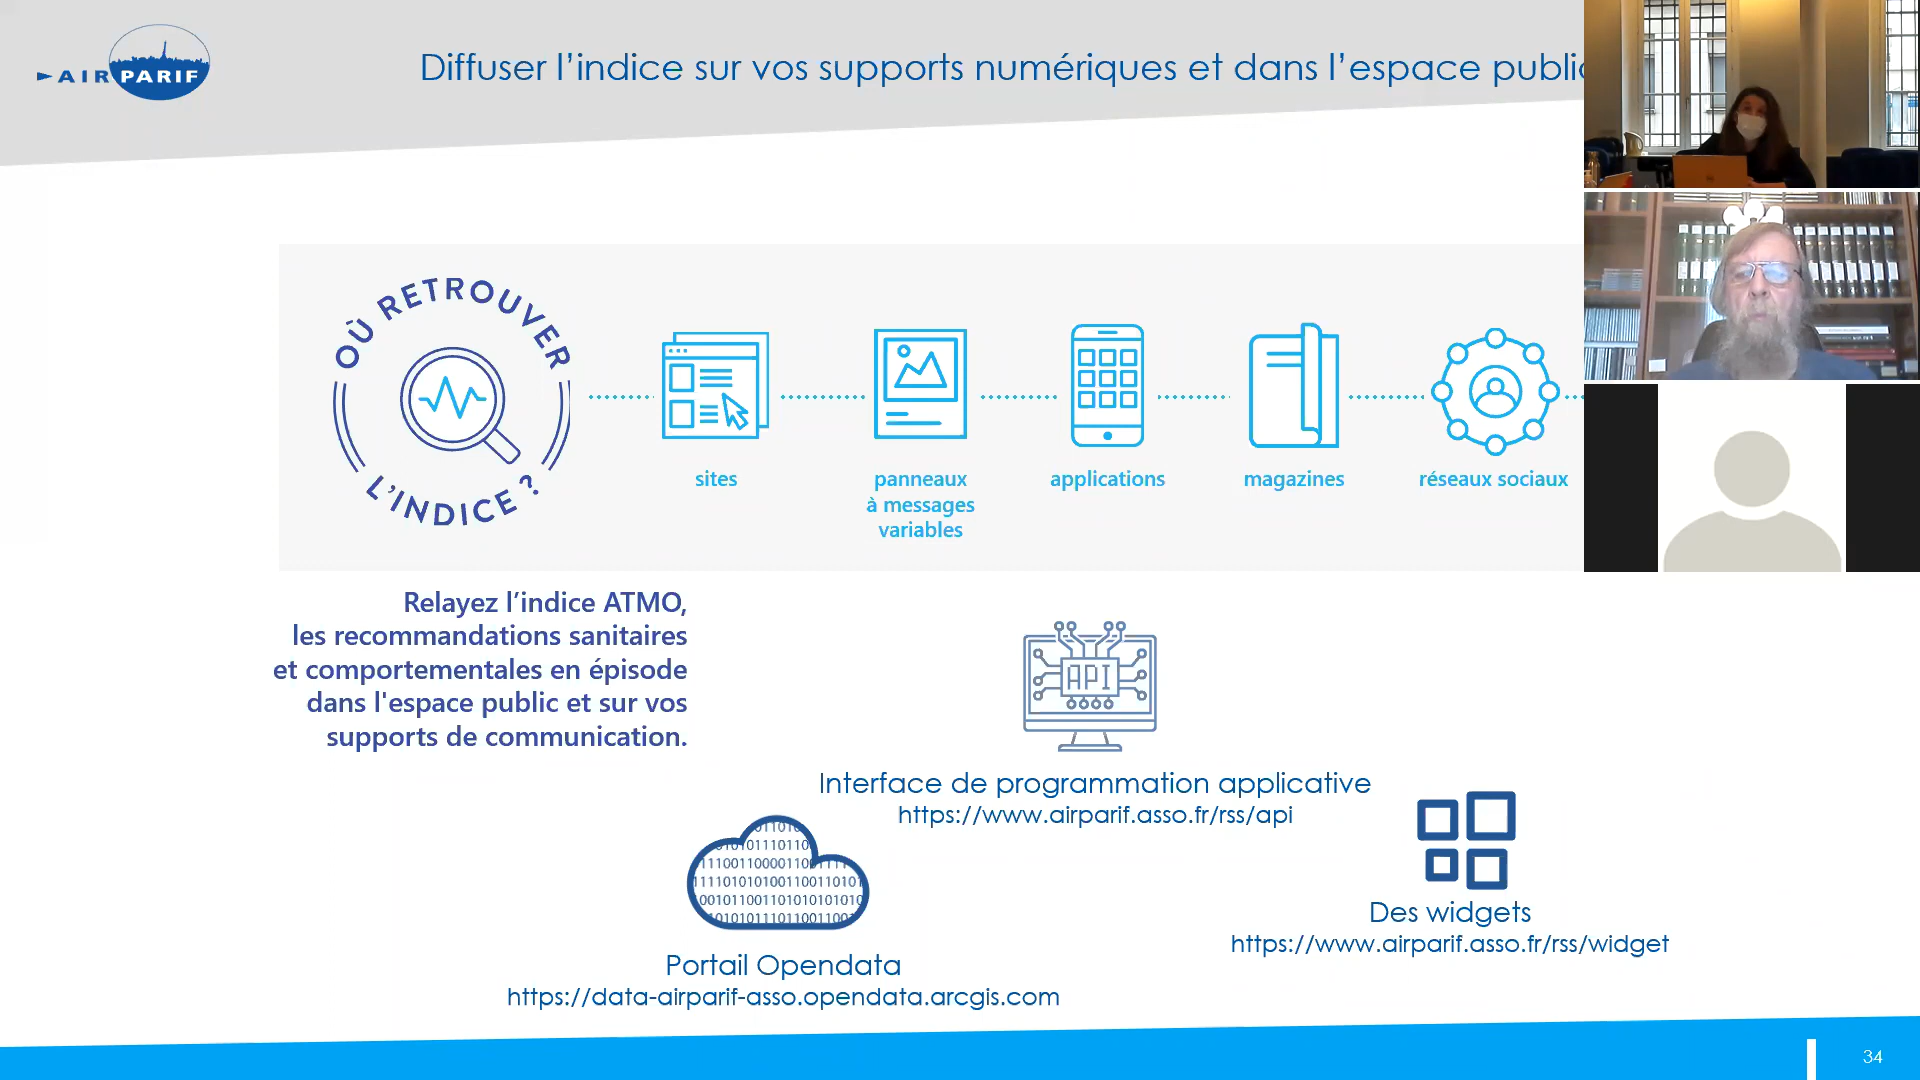 AIRPARIF
Diffuser l’indice sur vos supports numériques et dans l’espace public
OÙ RETROUVER
L’INDICE ?
sites
panneaux
à messages
variables
applications
magazines
réseaux sociaux
Relayez l’indice ATMO,
les recommandations sanitaires
et comportementales en épisode
dans l'espace public et sur vos
supports de communication.
API
Interface de programmation applicative
https://www.airparif.asso.fr/rss/api
Des widgets
https://www.airparif.asso.fr/rss/widget
Portail Opendata
https://data-airparif-asso.opendata.arcgis.com
34